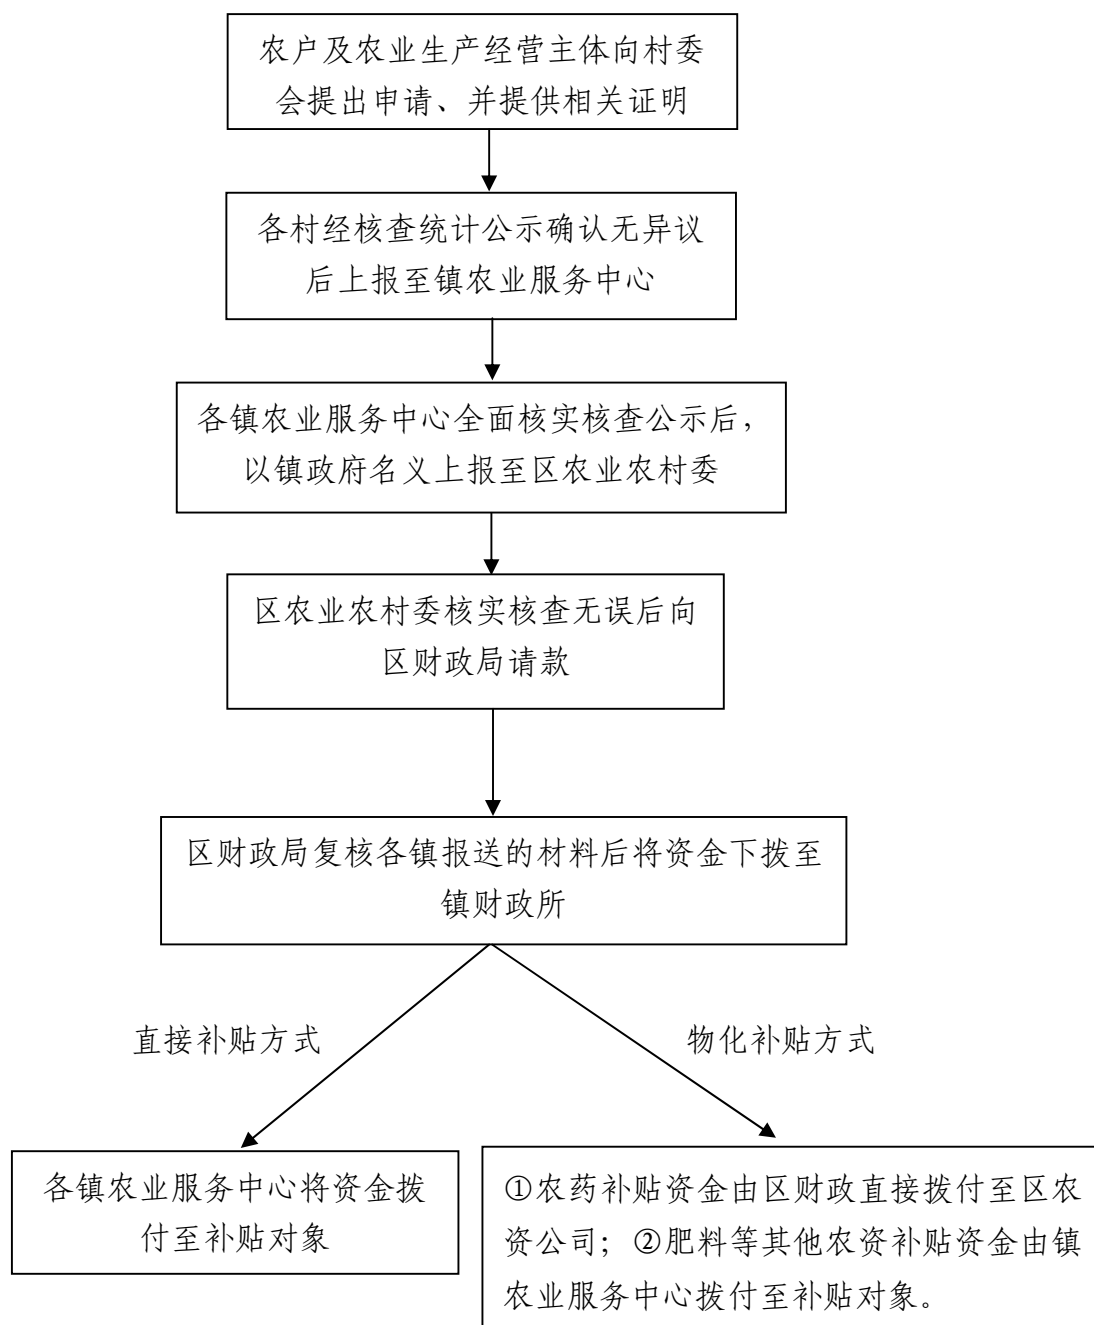 农户及农业生产经营主体向村委
会提出申请、并提供相关证明
各村经核查统计公示确认无异议
后上报至镇农业服务中心
各镇农业服务中心全面核实核查公示后，
以镇政府名义上报至区农业农村委
区农业农村委核实核查无误后向
区财政局请款
区财政局复核各镇报送的材料后将资金下拨至
镇财政所
直接补贴方式
物化补贴方式
各镇农业服务中心将资金拨
付至补贴对象
①农药补贴资金由区财政直接拨付至区农
资公司；②肥料等其他农资补贴资金由镇
农业服务中心拨付至补贴对象。